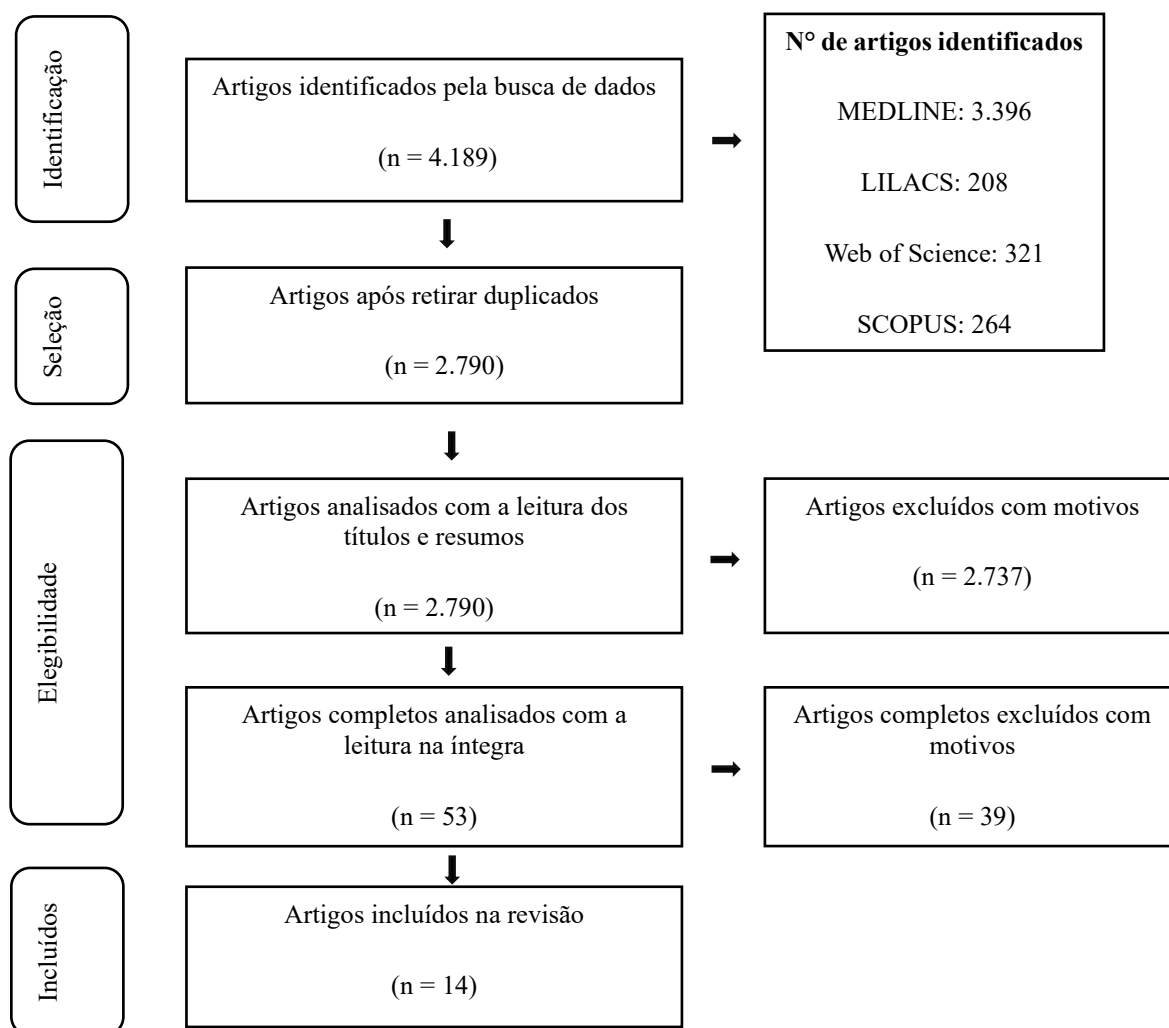 Identificação
Artigos identificados pela busca de dados
(n = 4.189)
N° de artigos identificados
MEDLINE: 3.396
LILACS: 208
Web of Science: 321
SCOPUS: 264
Seleção
Artigos após retirar duplicados
(n = 2.790)
Elegibilidade
Artigos analisados com a leitura dos
títulos e resumos
(n = 2.790)
Artigos excluídos com motivos
(n = 2.737)
Artigos completos analisados com a
leitura na íntegra
(n = 53)
Artigos completos excluídos com
motivos
(n = 39)
Incluídos
Artigos incluídos na revisão
(n = 14)